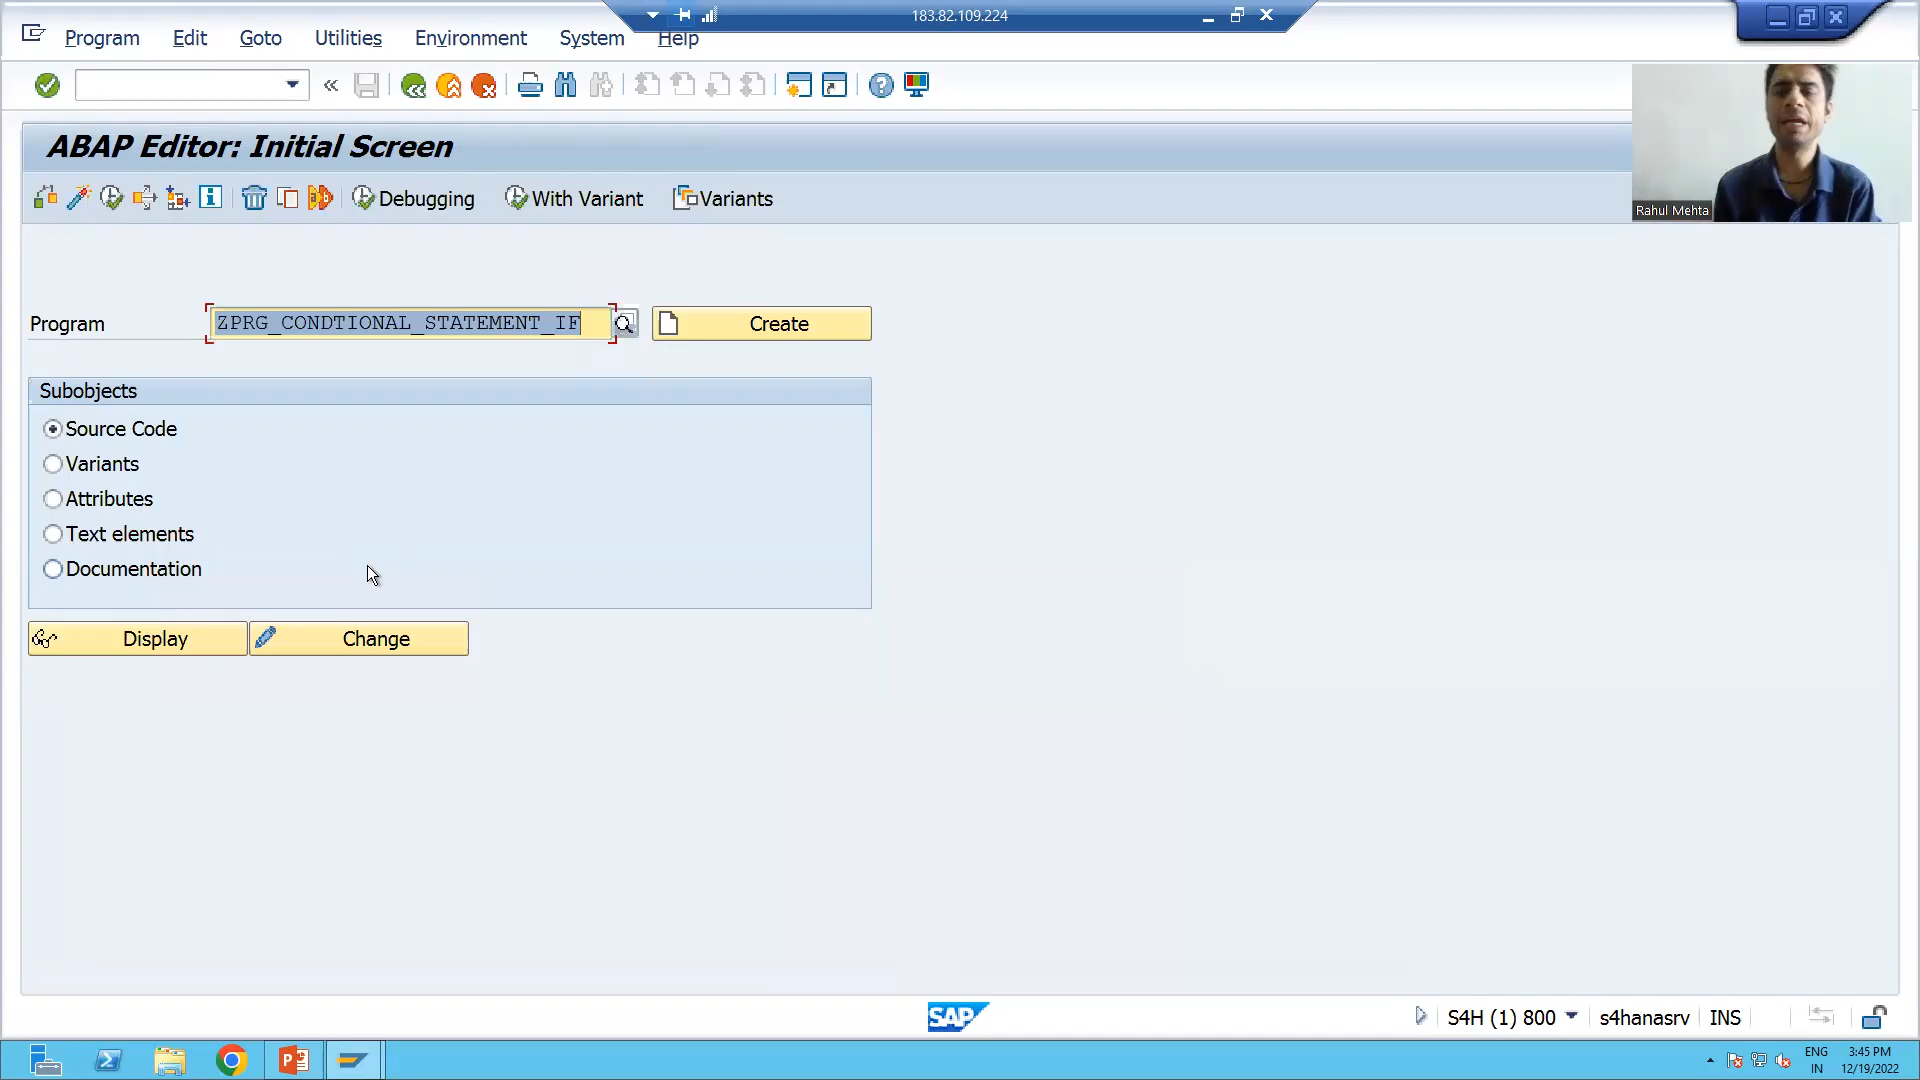 183.82.109.224
Program Edit Goto Utilities Environment System Help
ABAP Editor: Initial Screen
Debugging With Variant Variants
Rahul Mehta
Program ZPRG_CONDTIONAL_STATEMENT_IF Create
Subobjects
Source Code
Variants
Attributes
Text elements
Documentation
Display Change
SAP S4H (1) 800 s4hanasrv INS
ENG 3:45 PM
IN 12/19/2022